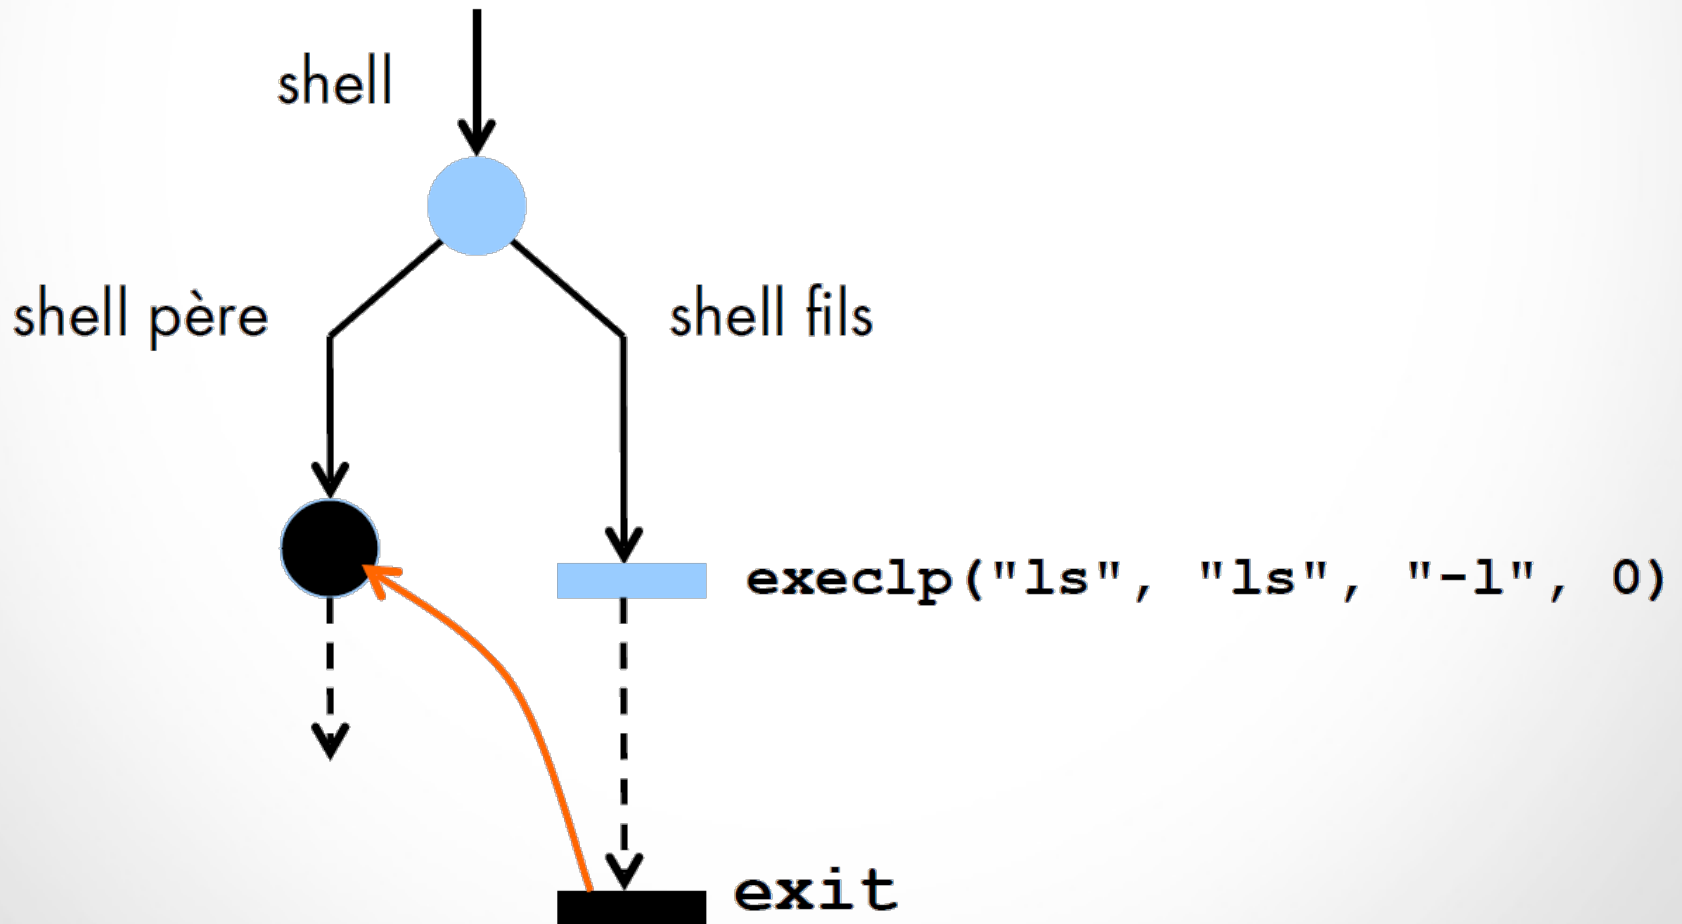 shell
shell père
shell fils
execlp("ls", "ls", "-l", 0)
exit